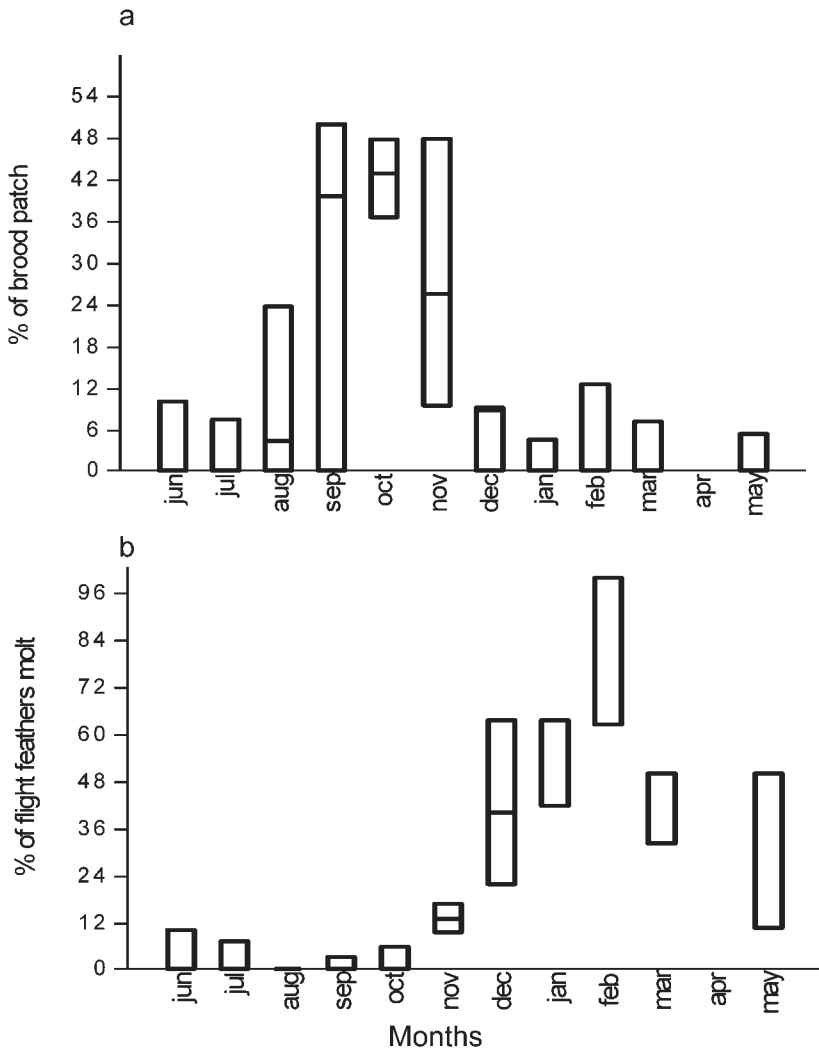 a
% of brood patch
54
48
42
36
30
24
18
12
6
0
jun jul aug sep oct nov dec jan feb mar apr may
b
% of flight feathers molt
96
84
72
60
48
36
24
12
0
jun jul aug sep oct nov dec jan feb mar apr may
Months